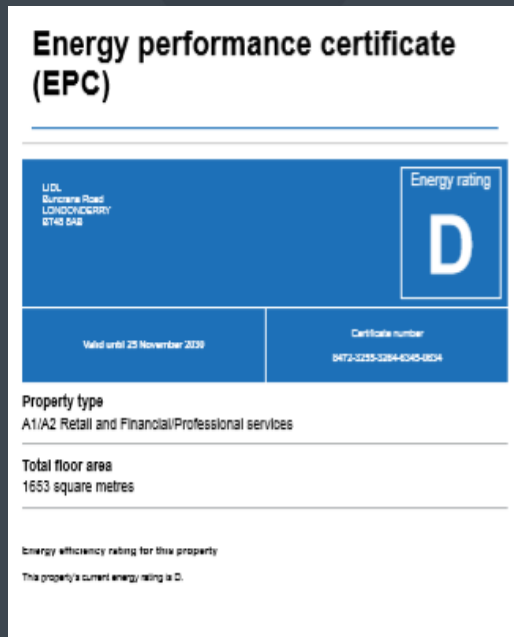 Energy performance certificate
(EPC)
LIDL
Buncrana Road
LONDONDERRY
Energy rating
D
Valid until 25 November 2030
Certificate number
Property type
A1/A2 Retail and Financial/Professional services
Total floor area
1653 square metres
Energy efficiency rating for this property
This property's current energy rating is D.